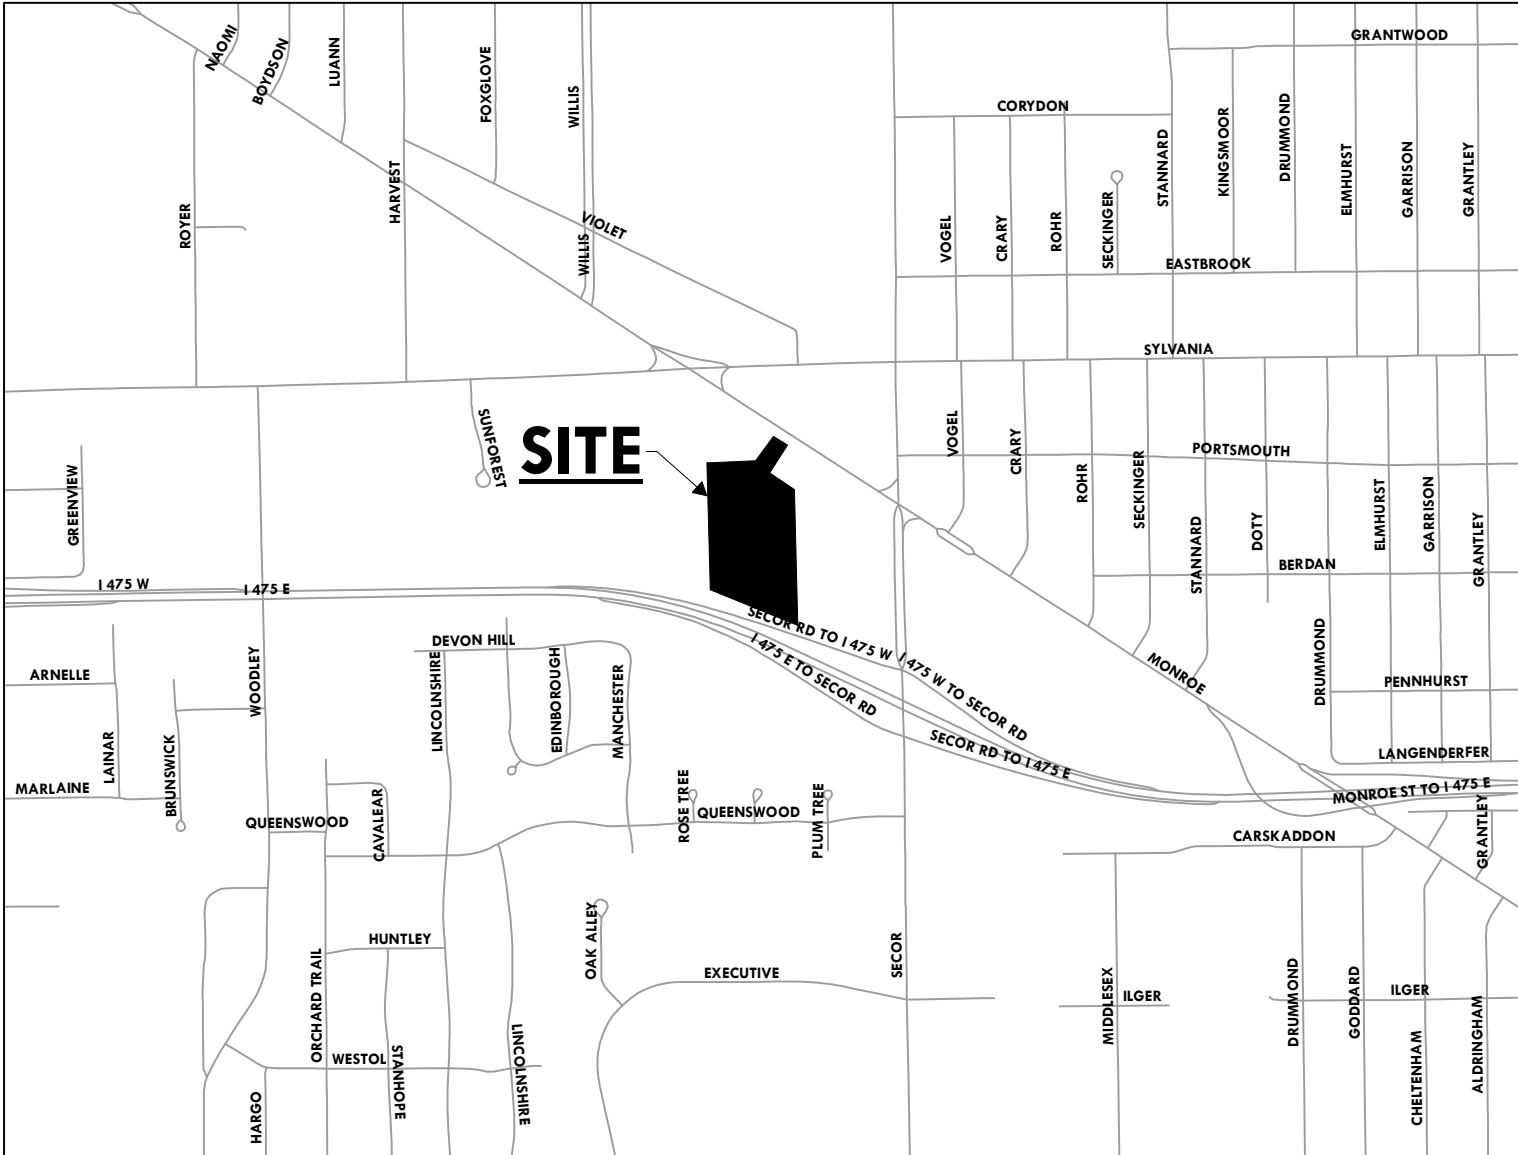 NAOMI
BOYDSON
LUANN
FOXGLOVE
WILLIS
GRANTWOOD
CORYDON
KINGSMOOR
DRUMMOND
STANNARD
ELMHURST
GARRISON
GRANTLEY
HARVEST
ROYER
VIOLET
WILLIS
VOGEL
CRARY
ROHR
SECKINGER
EASTBROOK
SYLVANIA
SUNFOREST
SITE
VOGEL
CRARY
ROHR
SECKINGER
PORTSMOUTH
STANNARD
DOTY
ELMHURST
GARRISON
GRANTLEY
BERDAN
GREENVIEW
I 475 W
I 475 E
SECOR RD TO I 475 W
I 475 E TO SECOR RD
I 475 W TO SECOR RD
SECOR RD TO I 475 E
MONROE
DRUMMOND
PENNHURST
LANGENDERFER
MONROE ST TO I 475 E
DEVON HILL
LINCOLNSHIRE
EDINBOROUGH
MANCHESTER
ARNELLE
WOODLEY
LAINAR
BRUNSWICK
MARLAINE
QUEENSWOOD
CAVALEAR
ROSE TREE
QUEENSWOOD
PLUM TREE
CARSKADDON
GRANTLEY
HUNTLEY
ORCHARD TRAIL
OAK ALLEY
EXECUTIVE
SECOR
MIDDLESEX
ILGER
DRUMMOND
GODDARD
ILGER
CHELTENHAM
ALDRINGHAM
WESTOL
STANHOPE
LINCOLNSHIRE
HARGO